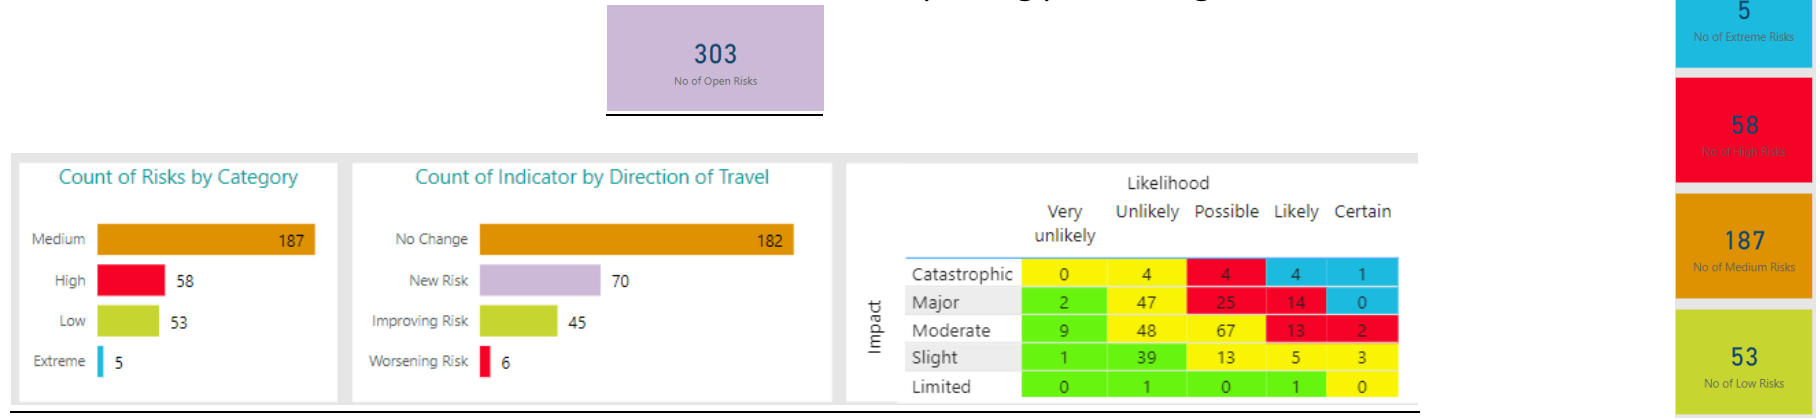 303
No of Open Risks
5
No of Extreme Risks
58
No of High Risks
187
No of Medium Risks
53
No of Low Risks
Count of Risks by Category
Medium 187
High 58
Low 53
Extreme 5
Count of Indicator by Direction of Travel
No Change 182
New Risk 70
Improving Risk 45
Worsening Risk 6
Likelihood
Very Unlikely Possible Likely Certain
unlikely
Impact
Catastrophic 0 4 4 4 1
Major 2 47 25 14 0
Moderate 9 48 67 13 2
Slight 1 39 13 5 3
Limited 0 1 0 1 0